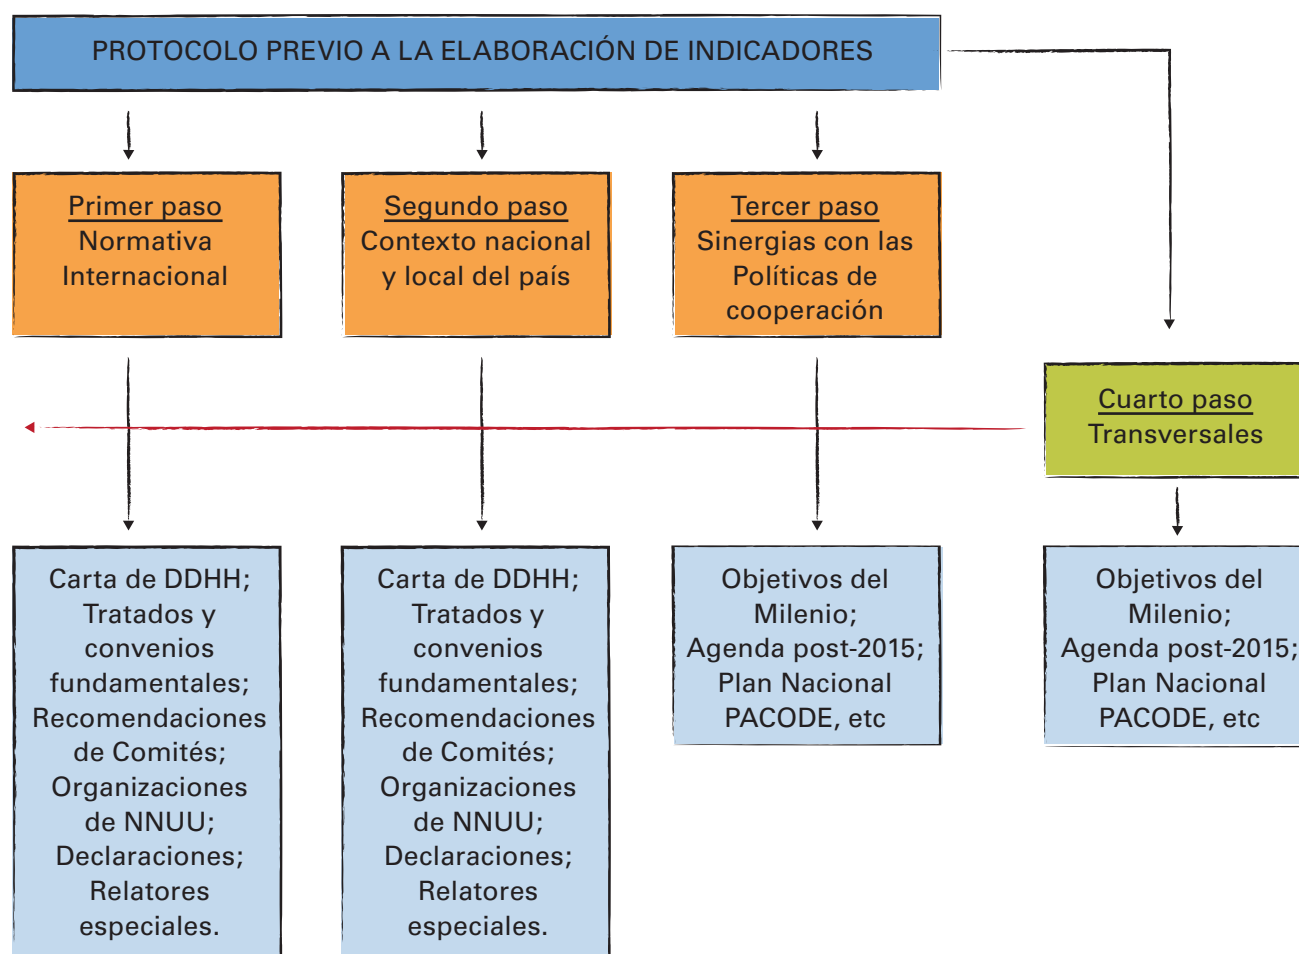 PROTOCOLO PREVIO A LA ELABORACIÓN DE INDICADORES
Primer paso
Normativa
Internacional
Segundo paso
Contexto nacional
y local del país
Tercer paso
Sinergias con las
Políticas de
cooperación
Cuarto paso
Transversales
Carta de DDHH;
Tratados y
convenios
fundamentales;
Recomendaciones
de Comités;
Organizaciones
de NNUU;
Declaraciones;
Relatores
especiales.
Carta de DDHH;
Tratados y
convenios
fundamentales;
Recomendaciones
de Comités;
Organizaciones
de NNUU;
Declaraciones;
Relatores
especiales.
Objetivos del
Milenio;
Agenda post-2015;
Plan Nacional
PACODE, etc
Objetivos del
Milenio;
Agenda post-2015;
Plan Nacional
PACODE, etc